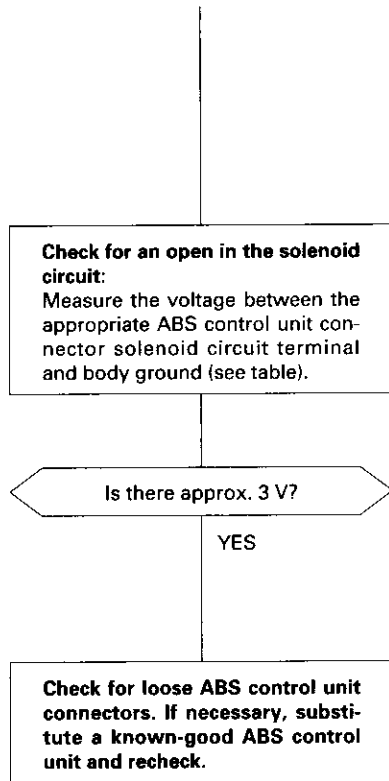 Check for an open in the solenoid
circuit:
Measure the voltage between the
appropriate ABS control unit con-
nector solenoid circuit terminal
and body ground (see table).
Is there approx. 3 V?
YES
Check for loose ABS control unit
connectors. If necessary, substi-
tute a known-good ABS control
unit and recheck.